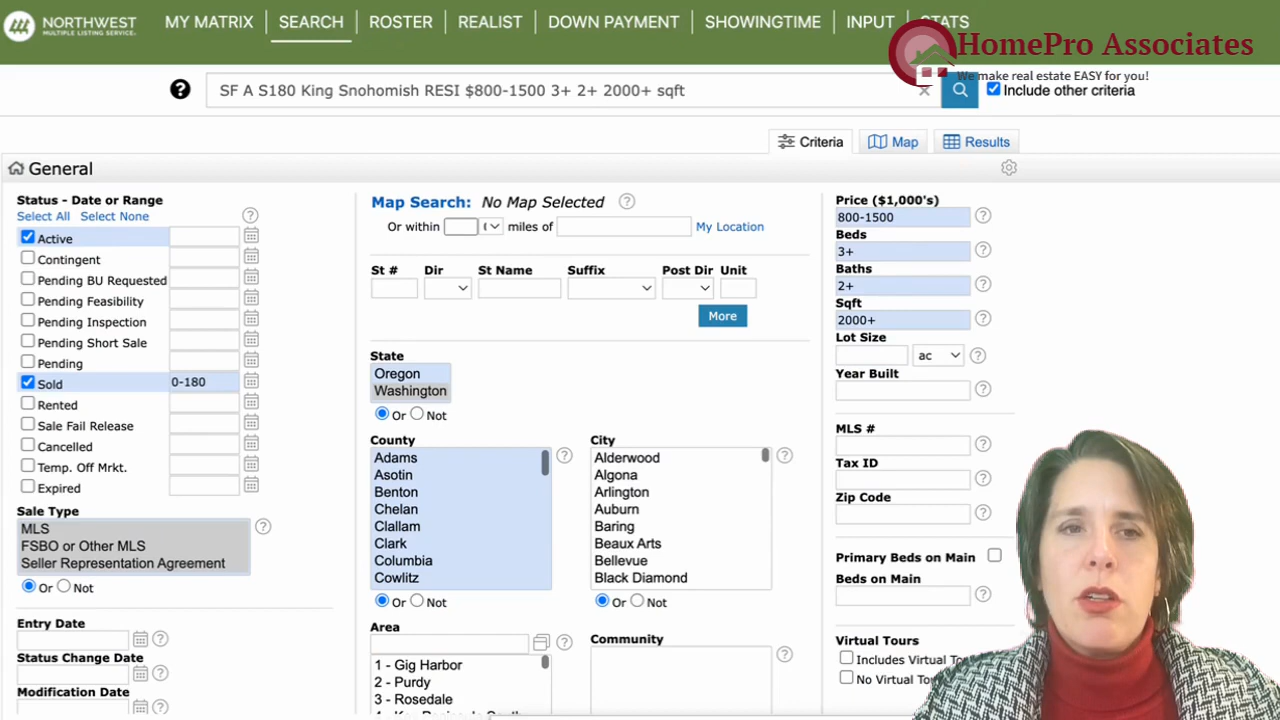 NORTHWEST
MULTIPLE LISTING SERVICE®
MY MATRIX SEARCH ROSTER REALIST DOWN PAYMENT SHOWINGTIME INPUT STATS
HomePro Associates
We make real estate EASY for you!
? SF A S180 King Snohomish RESI $800-1500 3+ 2+ 2000+ sqft
Include other criteria
Criteria Map Results
General
Status - Date or Range
Select All Select None
Active
Contingent
Pending BU Requested
Pending Feasibility
Pending Inspection
Pending Short Sale
Pending
Sold 0-180
Rented
Sale Fail Release
Cancelled
Temp. Off Mrkt.
Expired
Sale Type
MLS
FSBO or Other MLS
Seller Representation Agreement
Or Not
Entry Date
Status Change Date
Modification Date
Map Search: No Map Selected
Or within miles of My Location
St # Dir St Name Suffix Post Dir Unit
More
State
Oregon
Washington
Or Not
County
Adams
Asotin
Benton
Chelan
Clallam
Clark
Columbia
Cowlitz
Or Not
City
Alderwood
Algona
Arlington
Auburn
Baring
Beaux Arts
Bellevue
Black Diamond
Or Not
Area
1 - Gig Harbor
2 - Purdy
3 - Rosedale
Community
Price ($1,000's)
800-1500
Beds
3+
Baths
2+
Sqft
2000+
Lot Size
ac
Year Built
MLS #
Tax ID
Zip Code
Primary Beds on Main
Beds on Main
Virtual Tours
Includes Virtual
No Virtual